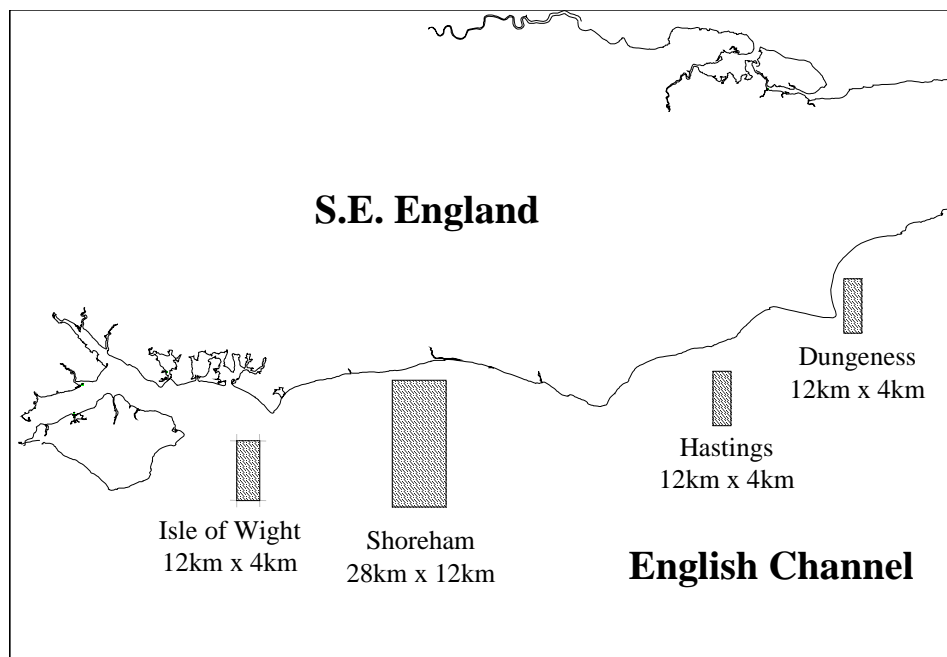 S.E. England
Dungeness
12km x 4km
Hastings
12km x 4km
Isle of Wight
12km x 4km
Shoreham
28km x 12km
English Channel